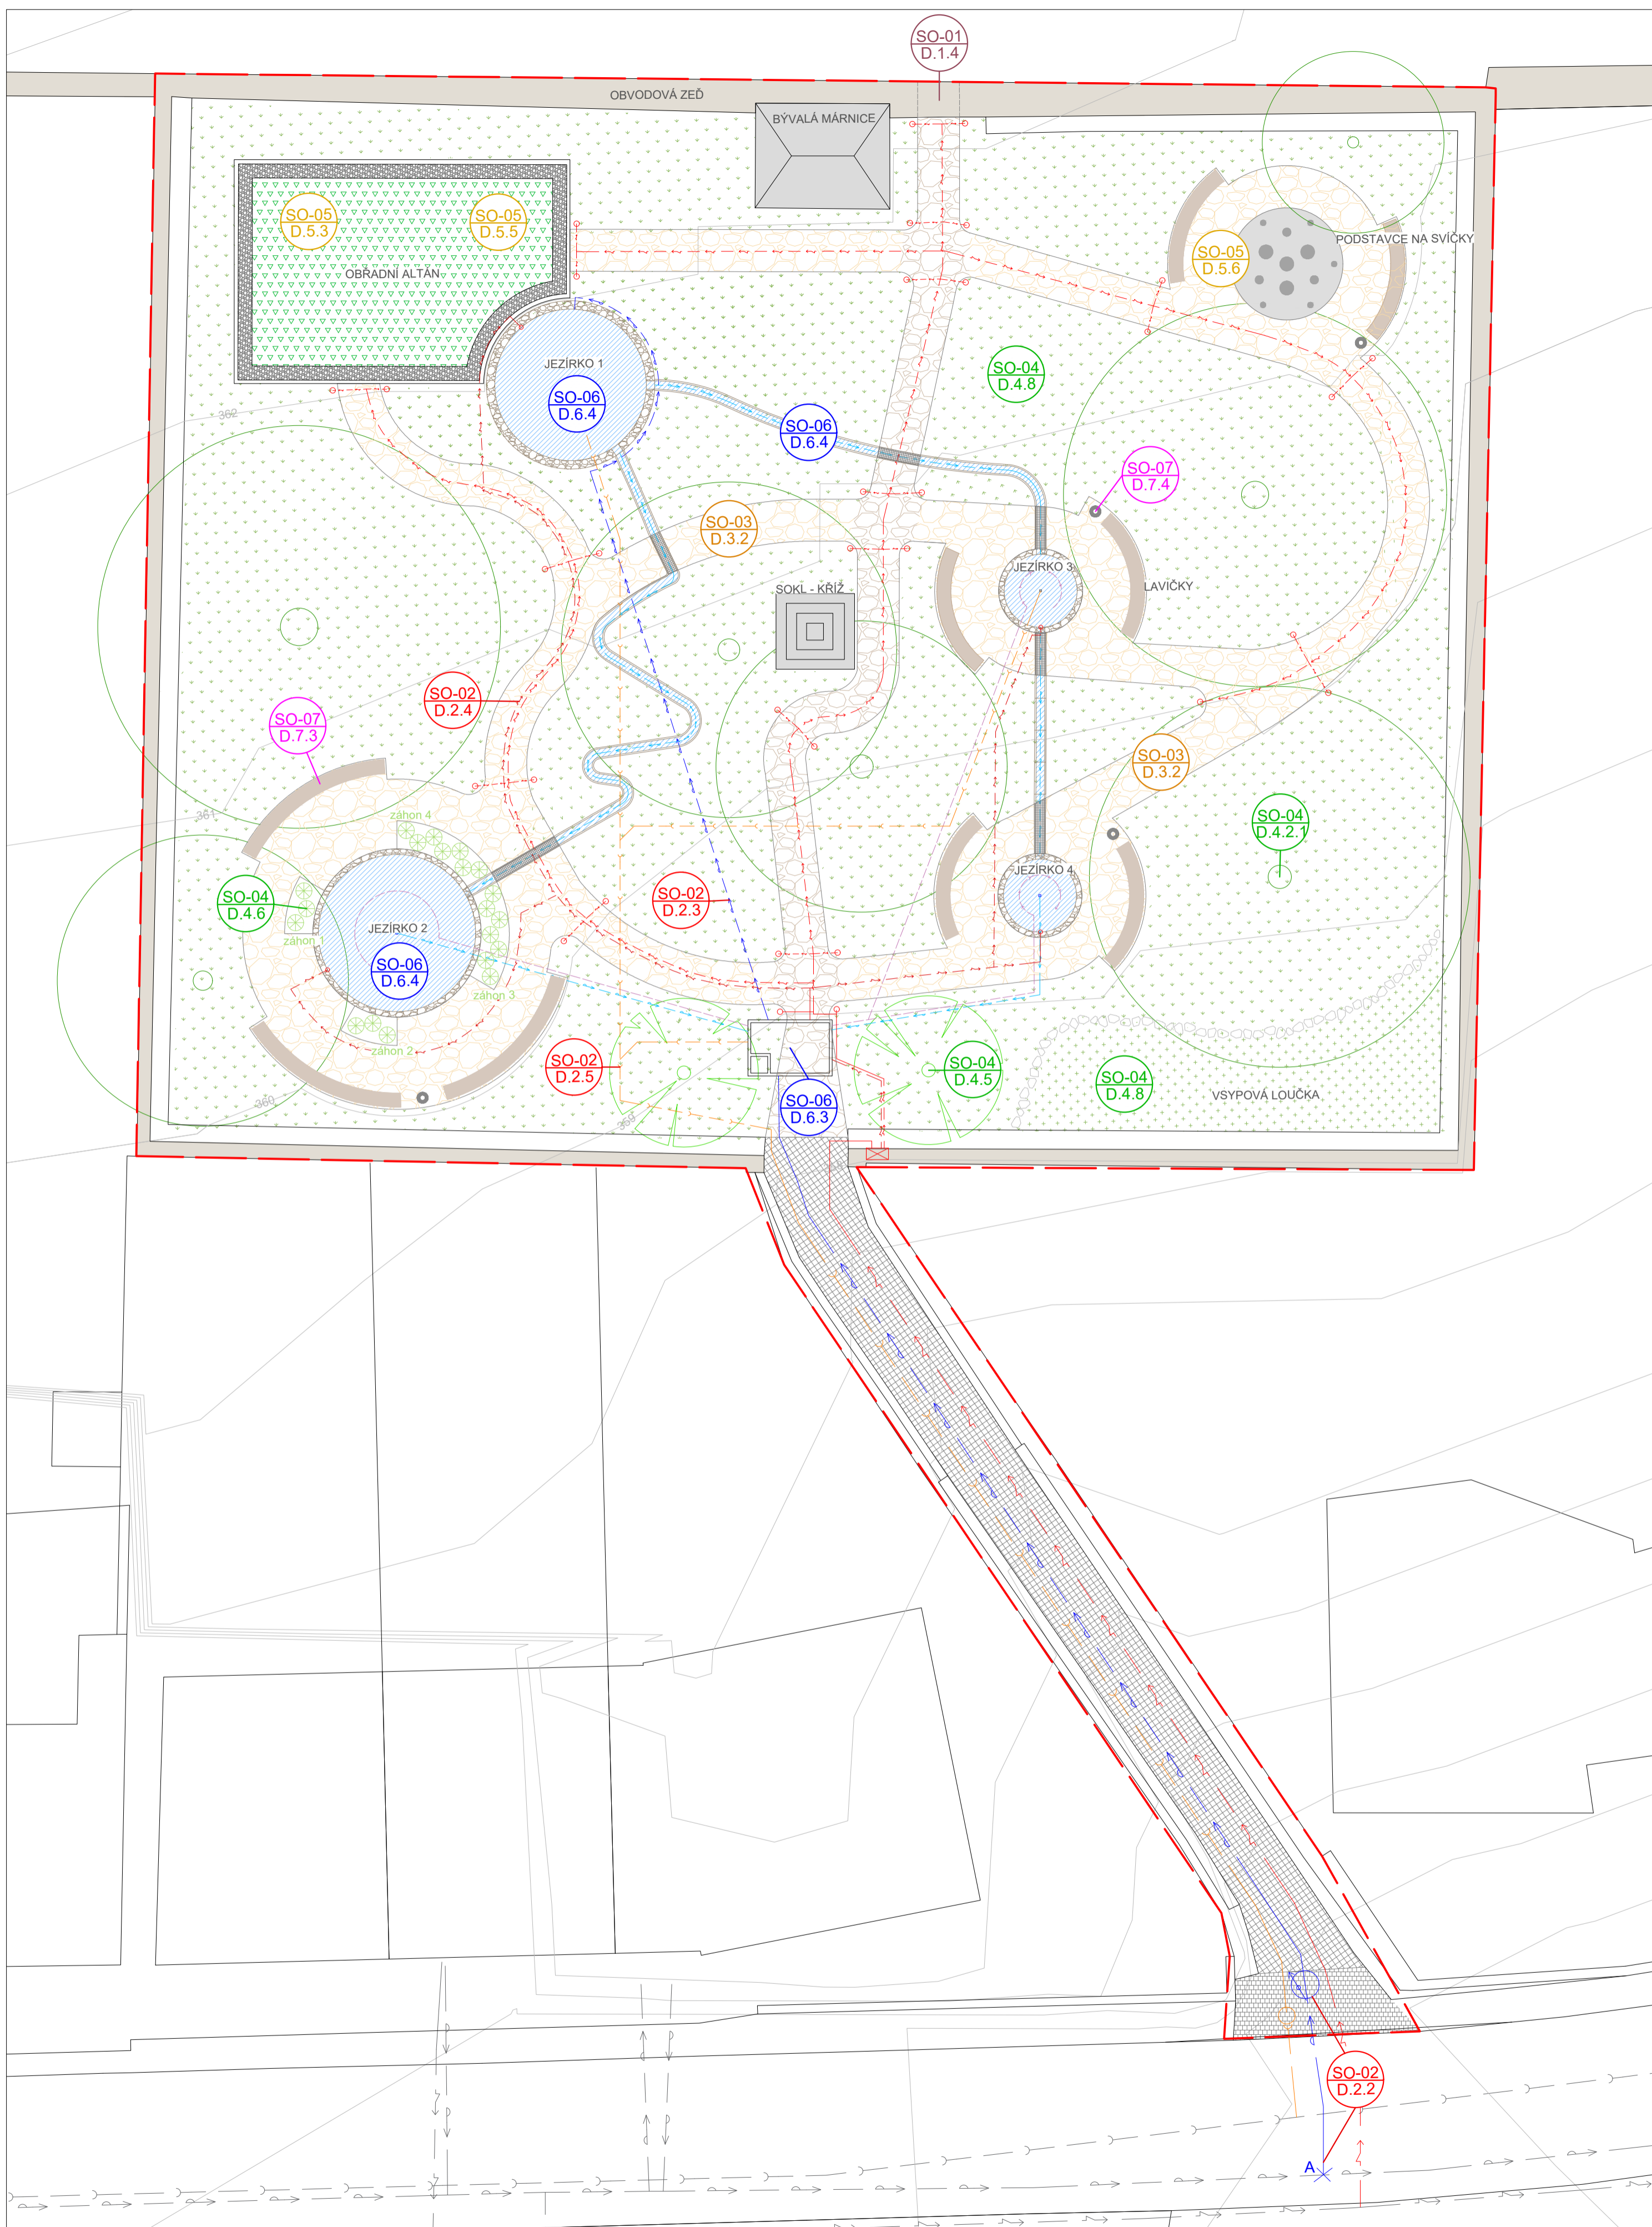 SO-01
D.1.4
OBVODOVÁ ZEĎ
BÝVALÁ MÁRNICE
SO-05
D.5.3
SO-05
D.5.5
PODSTAVCE NA SVÍČKY
SO-05
D.5.6
OBŘADNÍ ALTÁN
JEZÍRKO 1
SO-06
D.6.4
SO-04
D.4.8
362
SO-06
D.6.4
SO-07
D.7.4
SO-03
D.3.2
JEZÍRKO 3
SOKL - KŘÍŽ
LAVIČKY
SO-02
D.2.4
SO-07
D.7.3
SO-03
D.3.2
361
záhon 4
SO-04
D.4.2.1
JEZÍRKO 4
SO-04
D.4.6
SO-02
D.2.3
záhon 1
JEZÍRKO 2
SO-06
D.6.4
záhon 3
záhon 2
SO-02
D.2.5
SO-04
D.4.5
SO-04
D.4.8
VSYPOVÁ LOUČKA
360
SO-06
D.6.3
SO-02
D.2.2
A